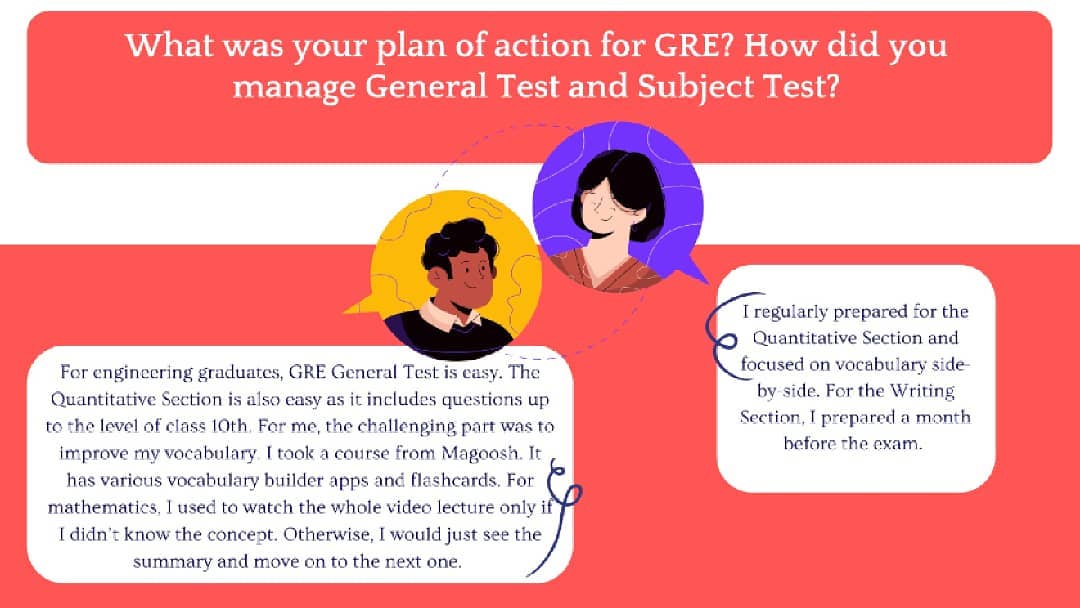 What was your plan of action for GRE? How did you
manage General Test and Subject Test?
For engineering graduates, GRE General Test is easy. The
Quantitative Section is also easy as it includes questions up
to the level of class 10th. For me, the challenging part was to
improve my vocabulary. I took a course from Magoosh. It
has various vocabulary builder apps and flashcards. For
mathematics, I used to watch the whole video lecture only if
I didn't know the concept. Otherwise, I would just see the
summary and move on to the next one.
I regularly prepared for the
Quantitative Section and
focused on vocabulary side-
by-side. For the Writing
Section, I prepared a month
before the exam.